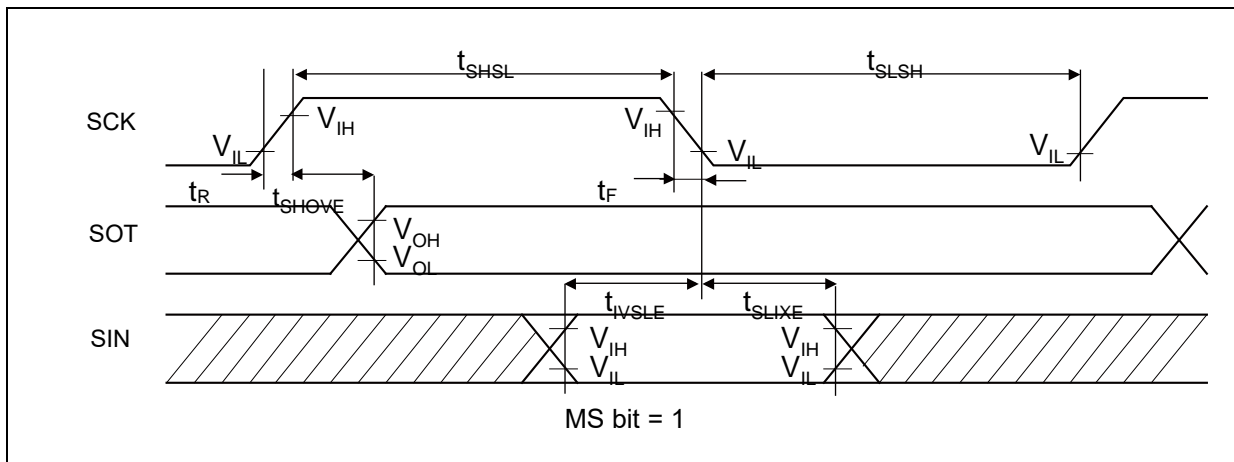 tSHSL
tSLSH
SCK
VIH
VIH
VIL
VIL
VIL
tR
tSHOVE
tF
SOT
VOH
VOL
tIVSLE
tSLIXE
SIN
VIH
VIH
VIL
VIL
MS bit = 1